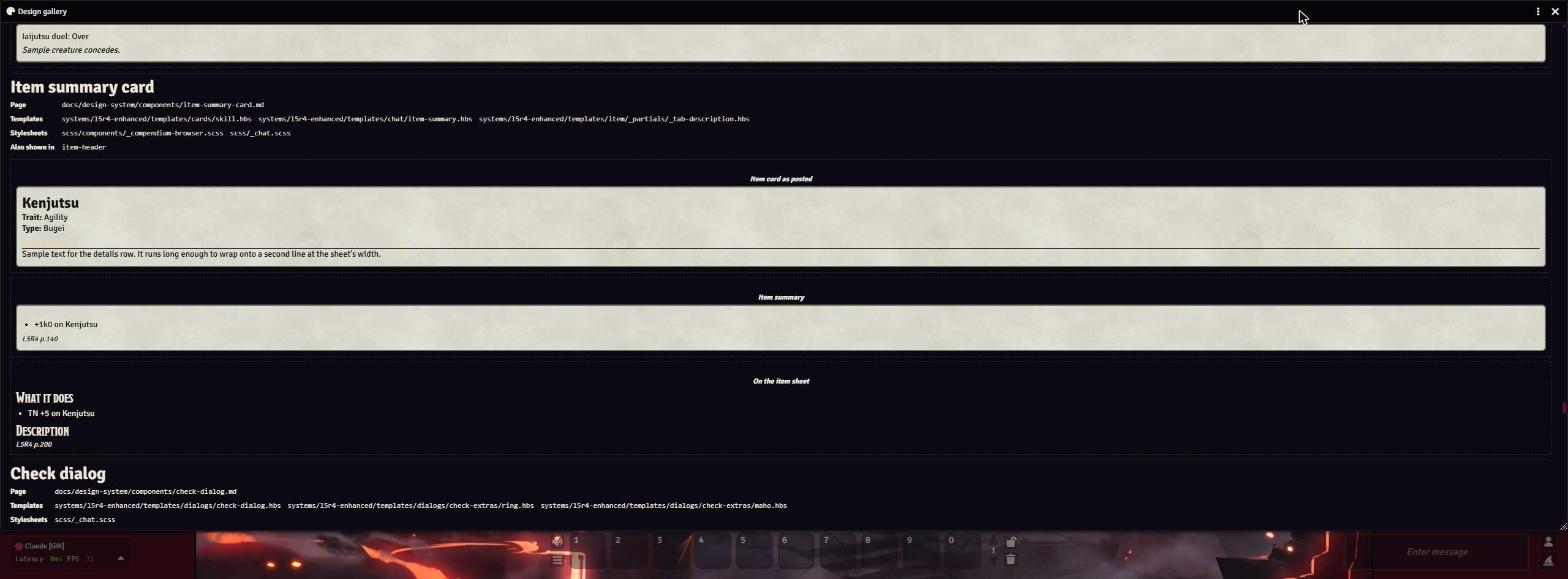 Design gallery
Iaijutsu duel: Over
Sample creature concedes.
Item summary card
Page docs/design-system/components/item-summary-card.md
Templates systems/l5r4-enhanced/templates/cards/skill.hbs systems/l5r4-enhanced/templates/chat/item-summary.hbs systems/l5r4-enhanced/templates/item/_partials/_tab-description.hbs
Stylesheets scss/components/_compendium-browser.scss scss/_chat.scss
Also shown in item-header
Item card as posted
Kenjutsu
Trait: Agility
Type: Bugei
Sample text for the details row. It runs long enough to wrap onto a second line at the sheet's width.
Item summary
• +1k0 on Kenjutsu
L5R4 p.140
On the item sheet
What it does
• TN +5 on Kenjutsu
Description
L5R4 p.200
Check dialog
Page docs/design-system/components/check-dialog.md
Templates systems/l5r4-enhanced/templates/dialogs/check-dialog.hbs systems/l5r4-enhanced/templates/dialogs/check-extras/ring.hbs systems/l5r4-enhanced/templates/dialogs/check-extras/maho.hbs
Stylesheets scss/_chat.scss
Claude [GM]
Latency 0ms FPS 22
1 2 3 4 5 6 7 8 9 0
1
Enter message